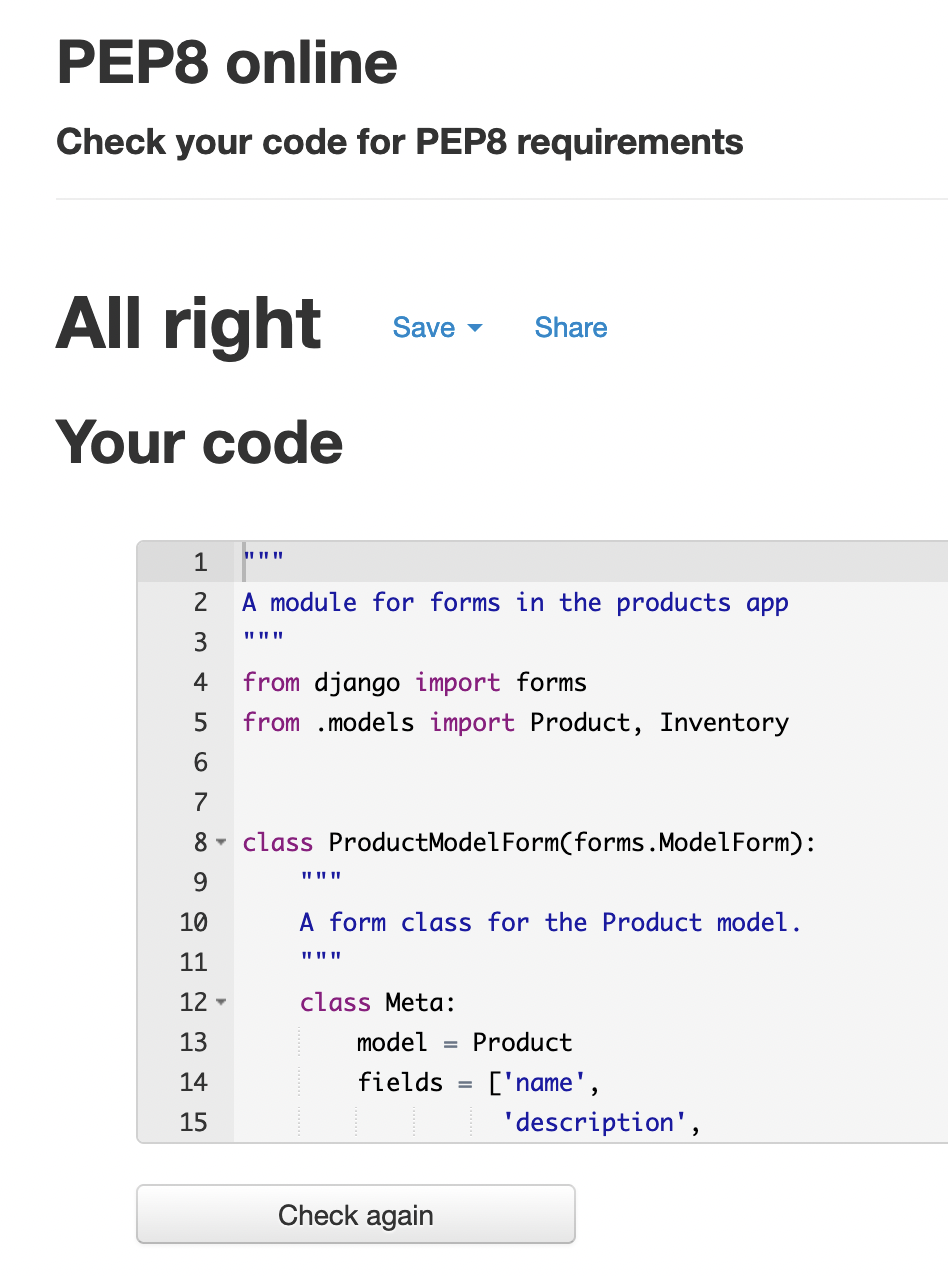 PEP8 online
Check your code for PEP8 requirements
All right Save Share
Your code
1 """
2 A module for forms in the products app
3 """
4 from django import forms
5 from .models import Product, Inventory
6
7
8 class ProductModelForm(forms.ModelForm):
9     """
10     A form class for the Product model.
11     """
12     class Meta:
13         model = Product
14         fields = ['name',
15                   'description',
Check again